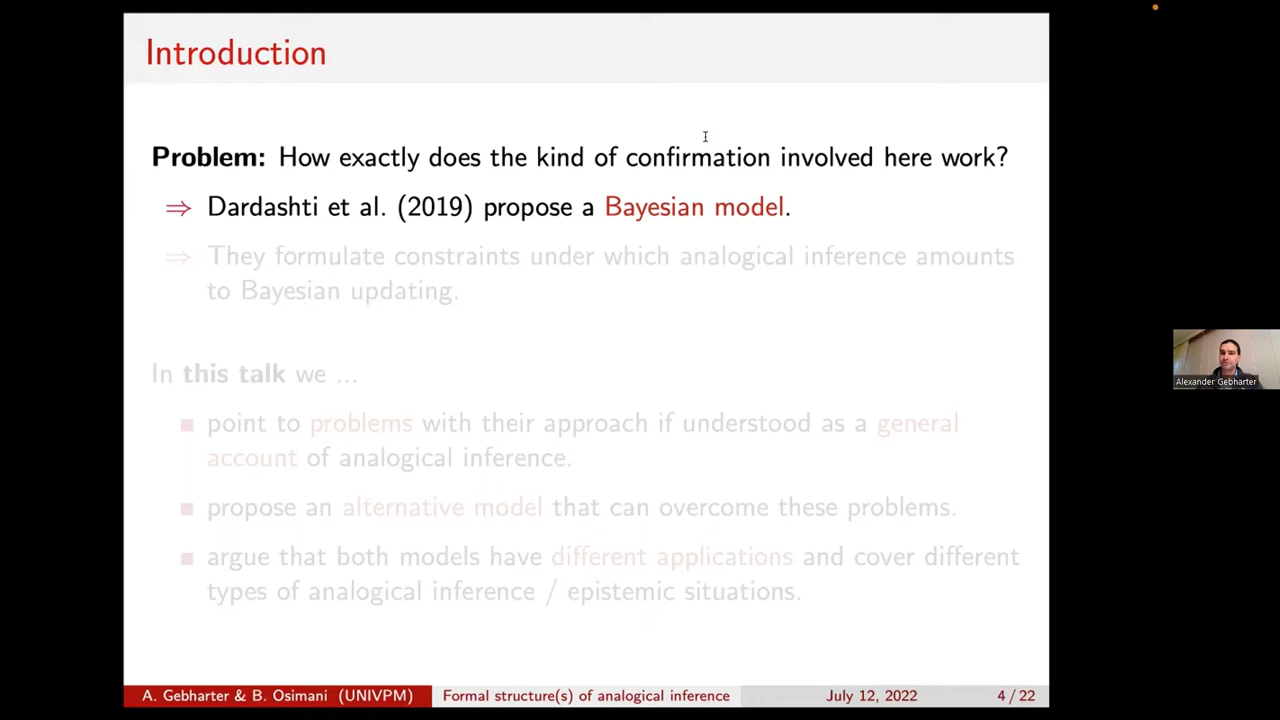 Introduction
Problem: How exactly does the kind of confirmation involved here work?
⇒ Dardashti et al. (2019) propose a Bayesian model.
⇒ They formulate constraints under which analogical inference amounts
to Bayesian updating.
In this talk we ...
■ point to problems with their approach if understood as a general
account of analogical inference.
■ propose an alternative model that can overcome these problems.
■ argue that both models have different applications and cover different
types of analogical inference / epistemic situations.
A. Gebharter & B. Osimani (UNIVPM) Formal structure(s) of analogical inference July 12, 2022 4 / 22
Alexander Gebharter